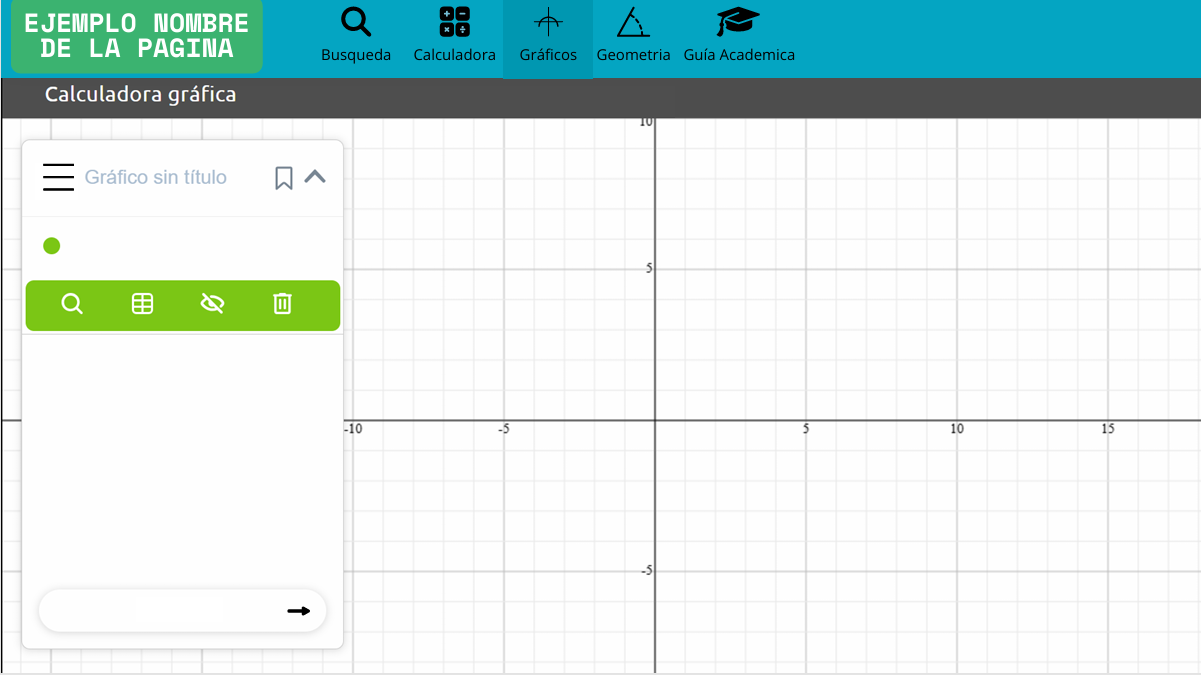 EJEMPLO NOMBRE
DE LA PAGINA
Busqueda
Calculadora
Gráficos
Geometria
Guía Academica
Calculadora gráfica
Gráfico sin título
10
5
-10
-5
5
10
15
-5